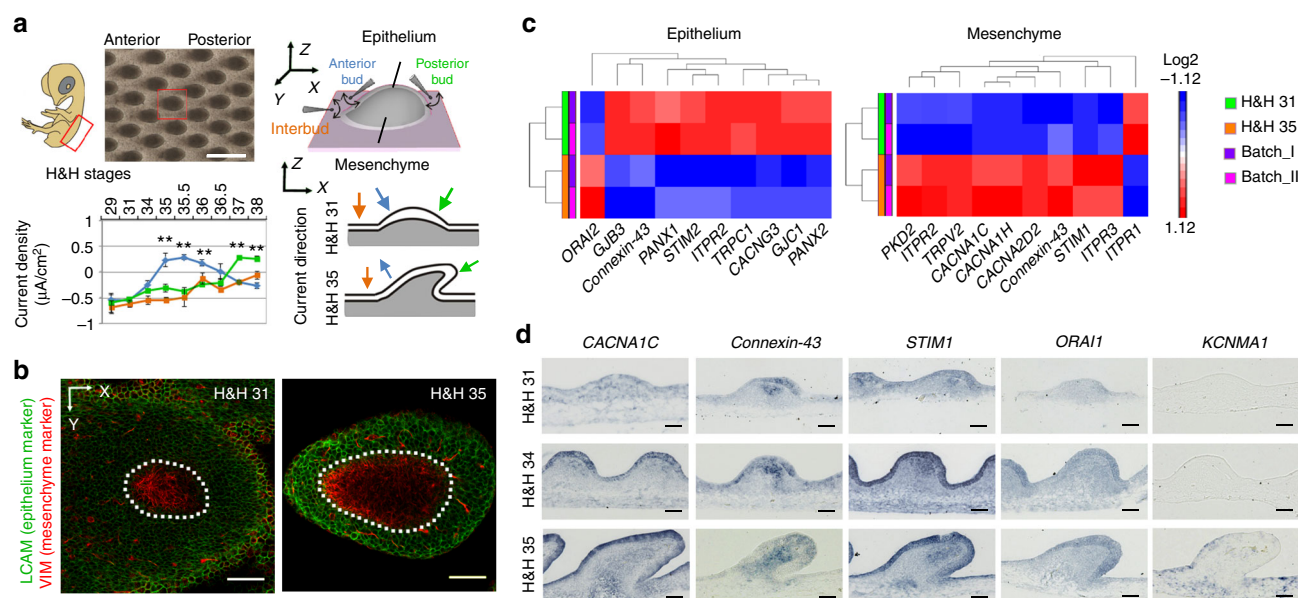 a
Anterior Posterior
H&H stages
29 31 34 35 35.5 36 36.5 37 38
Current density
(µA/cm²)
1
0.5
0
−0.5
−1
** ** ** ** **
Epithelium
Z
Y
X
Anterior
bud
Posterior
bud
Interbud
Mesenchyme
Z
X
Current direction
H&H 31
H&H 35
b
LCAM (epithelium marker)
VIM (mesenchyme marker)
X
Y
H&H 31
H&H 35
c
Epithelium
ORAI2
GJB3
Connexin-43
PANX1
STIM2
ITPR2
TRPC1
CACNG3
GJC1
PANX2
Mesenchyme
PKD2
ITPR2
TRPV2
CACNA1C
CACNA1H
CACNA2D2
Connexin-43
STIM1
ITPR3
ITPR1
Log2
−1.12
1.12
H&H 31
H&H 35
Batch_I
Batch_II
d
CACNA1C Connexin-43 STIM1 ORAI1 KCNMA1
H&H 31
H&H 34
H&H 35